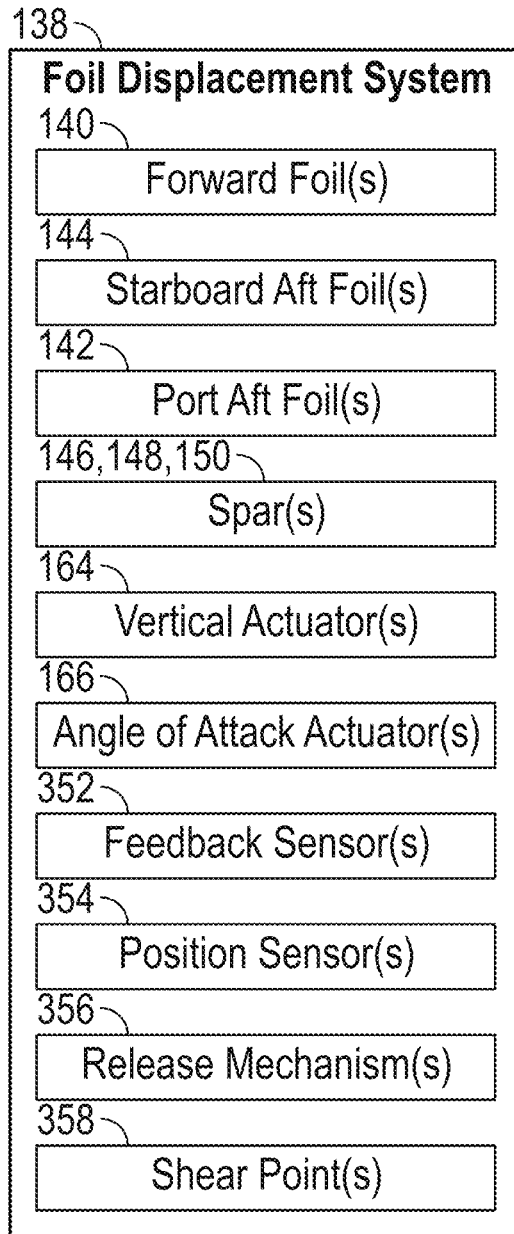 138
Foil Displacement System
140
Forward Foil(s)
144
Starboard Aft Foil(s)
142
Port Aft Foil(s)
146,148,150
Spar(s)
164
Vertical Actuator(s)
166
Angle of Attack Actuator(s)
352
Feedback Sensor(s)
354
Position Sensor(s)
356
Release Mechanism(s)
358
Shear Point(s)